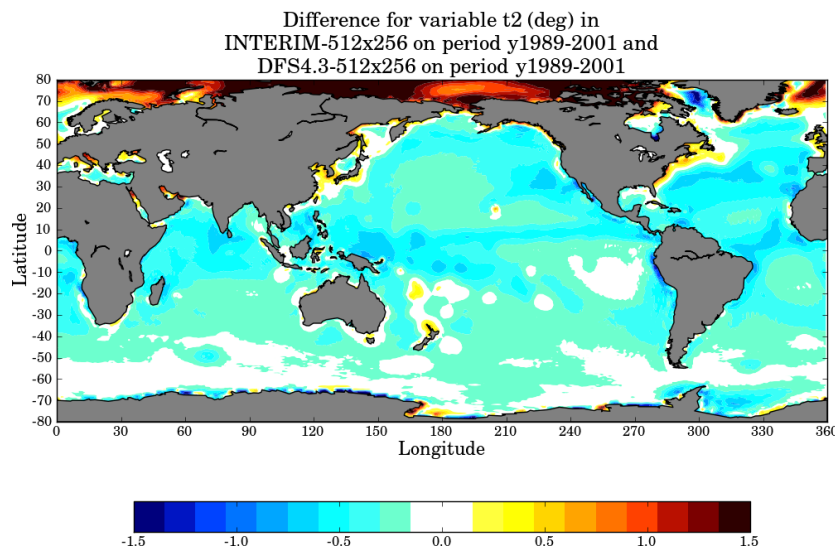 Difference for variable t2 (deg) in
INTERIM-512x256 on period y1989-2001 and
DFS4.3-512x256 on period y1989-2001
80
70
60
50
40
30
20
10
0
-10
-20
-30
-40
-50
-60
-70
-80
Latitude
0 30 60 90 120 150 180 210 240 270 300 330 360
Longitude
-1.5 -1.0 -0.5 0.0 0.5 1.0 1.5